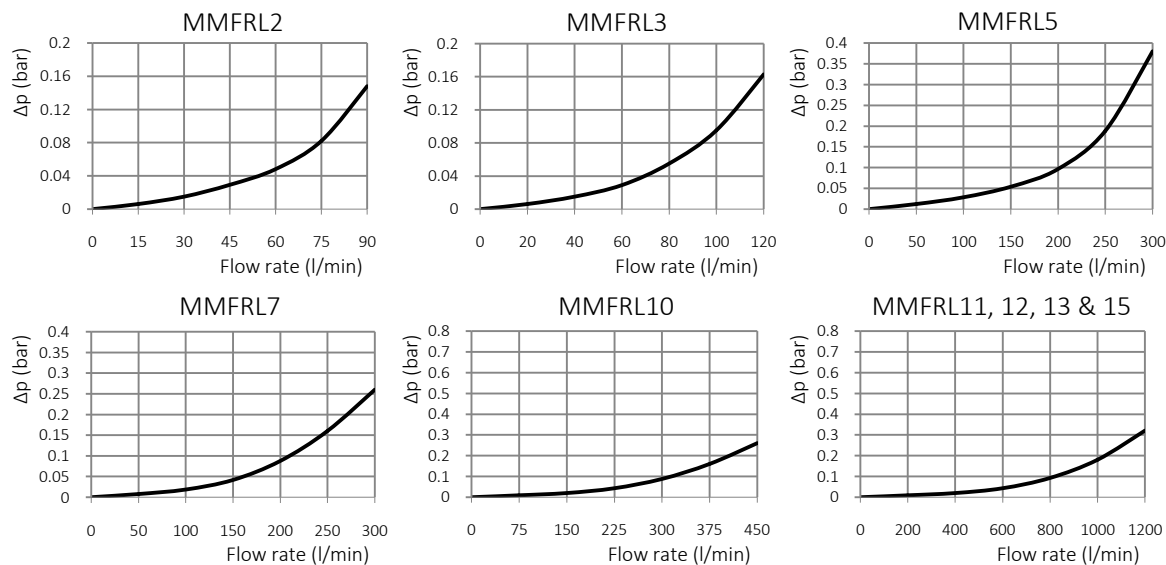 MMFRL2
Δp (bar)
0.2
0.16
0.12
0.08
0.04
0
0 15 30 45 60 75 90
Flow rate (l/min)
MMFRL3
Δp (bar)
0.2
0.16
0.12
0.08
0.04
0
0 20 40 60 80 100 120
Flow rate (l/min)
MMFRL5
Δp (bar)
0.4
0.35
0.3
0.25
0.2
0.15
0.1
0.05
0
0 50 100 150 200 250 300
Flow rate (l/min)
MMFRL7
Δp (bar)
0.4
0.35
0.3
0.25
0.2
0.15
0.1
0.05
0
0 50 100 150 200 250 300
Flow rate (l/min)
MMFRL10
Δp (bar)
0.8
0.7
0.6
0.5
0.4
0.3
0.2
0.1
0
0 75 150 225 300 375 450
Flow rate (l/min)
MMFRL11, 12, 13 & 15
Δp (bar)
0.8
0.7
0.6
0.5
0.4
0.3
0.2
0.1
0
0 200 400 600 800 1000 1200
Flow rate (l/min)